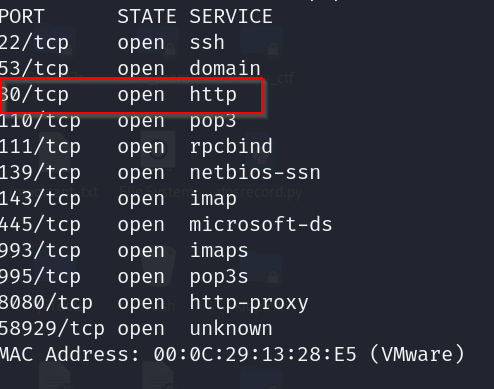 PORT STATE SERVICE
22/tcp open ssh
53/tcp open domain
80/tcp open http
110/tcp open pop3
111/tcp open rpcbind
139/tcp open netbios-ssn
143/tcp open imap
445/tcp open microsoft-ds
993/tcp open imaps
995/tcp open pop3s
8080/tcp open http-proxy
58929/tcp open unknown
MAC Address: 00:0C:29:13:28:E5 (VMware)